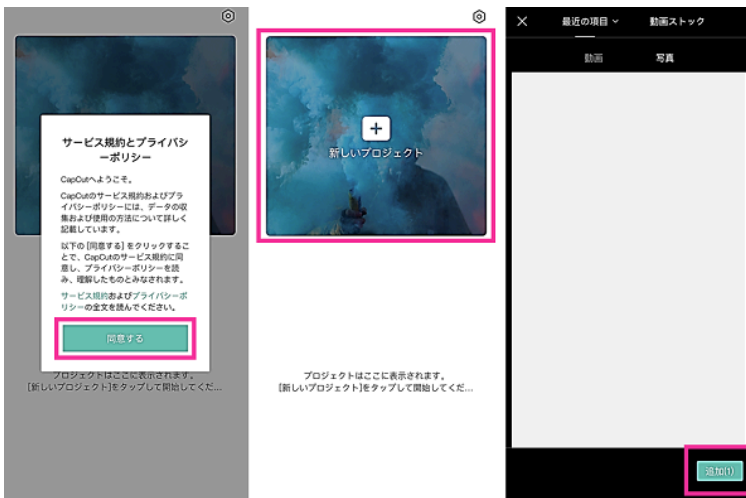 サービス規約とプライバシ
ーポリシー
CapCutへようこそ。
CapCutのサービス規約およびプラ
イバシーポリシーには、データの収
集および使用の方法について詳しく
記載しています。
以下の [同意する] をクリックするこ
とで、CapCutのサービス規約に同
意し、プライバシーポリシーを読
み、理解したものとみなされます。
サービス規約およびプライバシーポ
リシーの全文を読んでください。
同意する
プロジェクトはここに表示されます。
[新しいプロジェクト]をタップして開始してくだ...
新しいプロジェクト
プロジェクトはここに表示されます。
[新しいプロジェクト]をタップして開始してくだ...
最近の項目
動画ストック
動画
写真
追加(1)